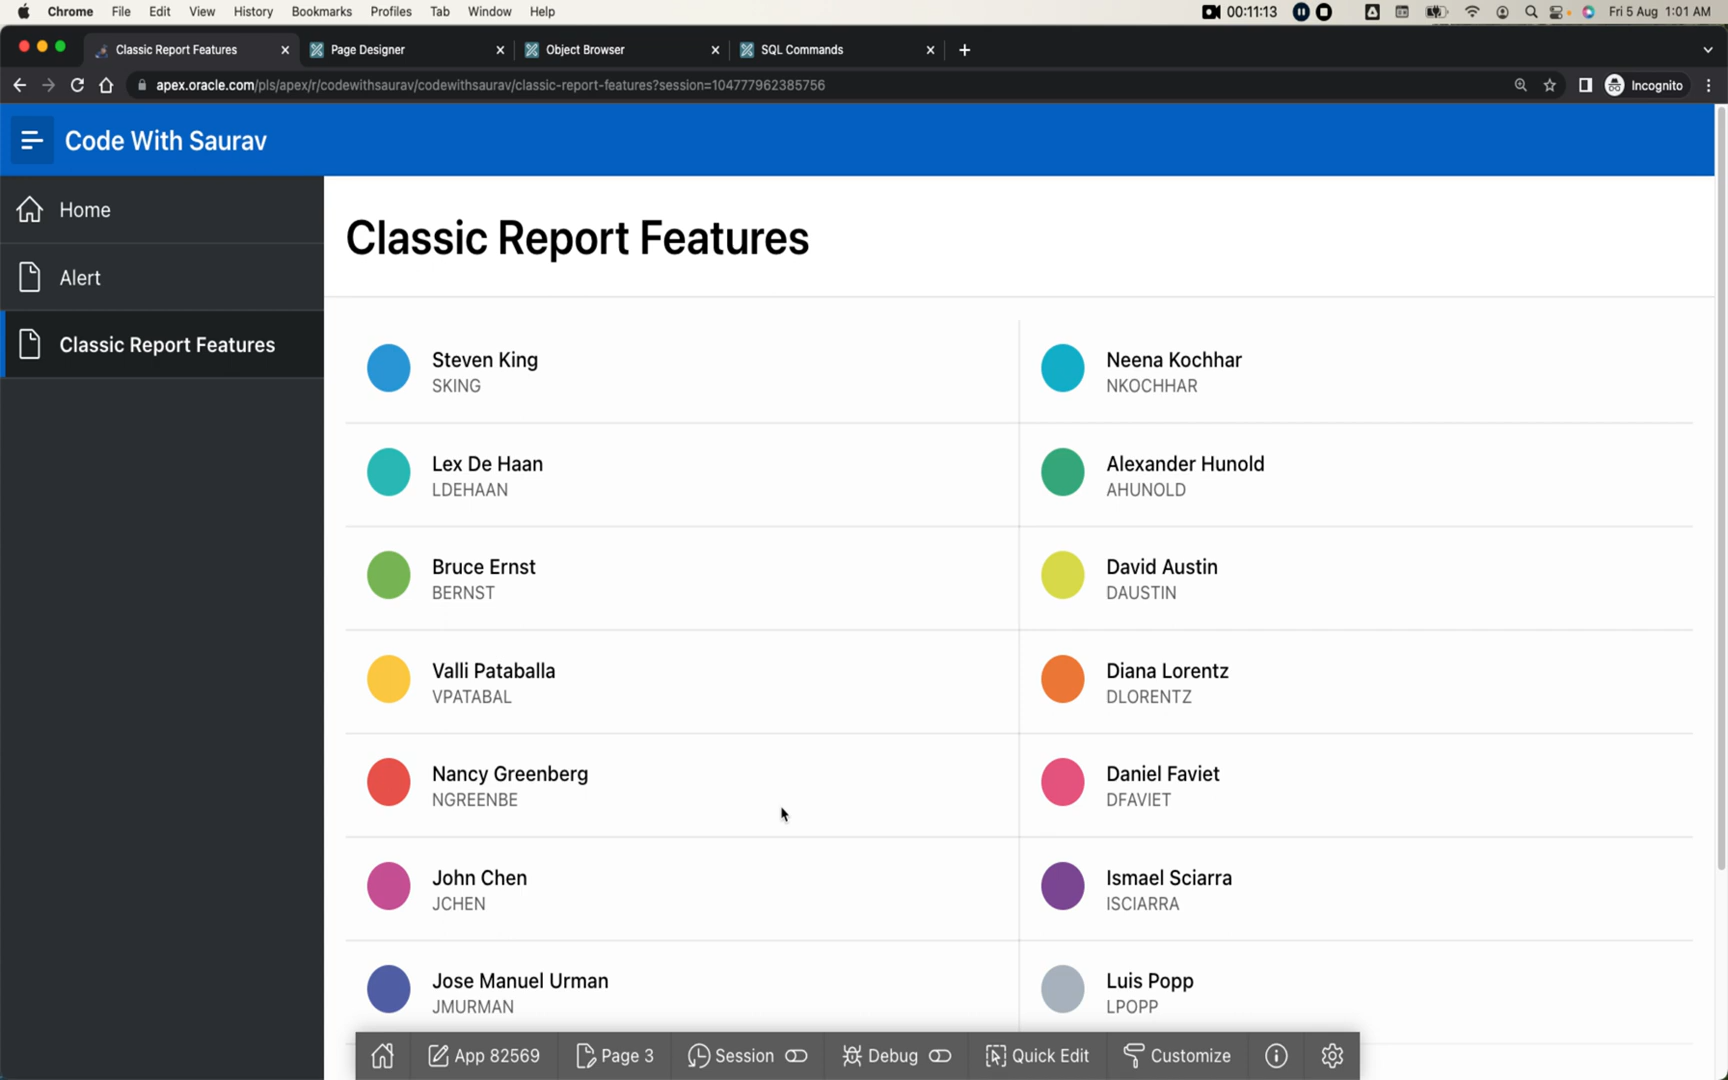 Chrome File Edit View History Bookmarks Profiles Tab Window Help 00:11:13 Fri 5 Aug 1:01 AM
Classic Report Features Page Designer Object Browser SQL Commands
apex.oracle.com/pls/apex/r/codewithsaurav/codewithsaurav/classic-report-features?session=104777962385756 Incognito
Code With Saurav
Home
Alert
Classic Report Features
Classic Report Features
Steven King
SKING
Neena Kochhar
NKOCHHAR
Lex De Haan
LDEHAAN
Alexander Hunold
AHUNOLD
Bruce Ernst
BERNST
David Austin
DAUSTIN
Valli Pataballa
VPATABAL
Diana Lorentz
DLORENTZ
Nancy Greenberg
NGREENBE
Daniel Faviet
DFAVIET
John Chen
JCHEN
Ismael Sciarra
ISCIARRA
Jose Manuel Urman
JMURMAN
Luis Popp
LPOPP
App 82569 Page 3 Session Debug Quick Edit Customize